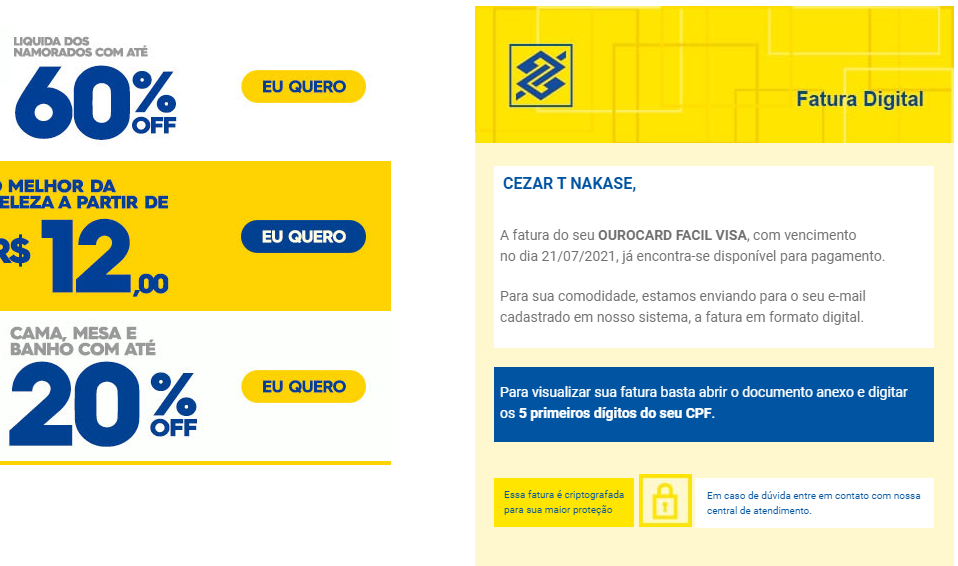 LIQUIDA DOS
NAMORADOS COM ATÉ
60%
OFF
EU QUERO
O MELHOR DA
ELEZA A PARTIR DE
R$ 12,00
EU QUERO
CAMA, MESA E
BANHO COM ATÉ
20%
OFF
EU QUERO
Fatura Digital
CEZAR T NAKASE,
A fatura do seu OUROCARD FACIL VISA, com vencimento
no dia 21/07/2021, já encontra-se disponível para pagamento.
Para sua comodidade, estamos enviando para o seu e-mail
cadastrado em nosso sistema, a fatura em formato digital.
Para visualizar sua fatura basta abrir o documento anexo e digitar
os 5 primeiros dígitos do seu CPF.
Essa fatura é criptografada
para sua maior proteção
Em caso de dúvida entre em contato com nossa
central de atendimento.